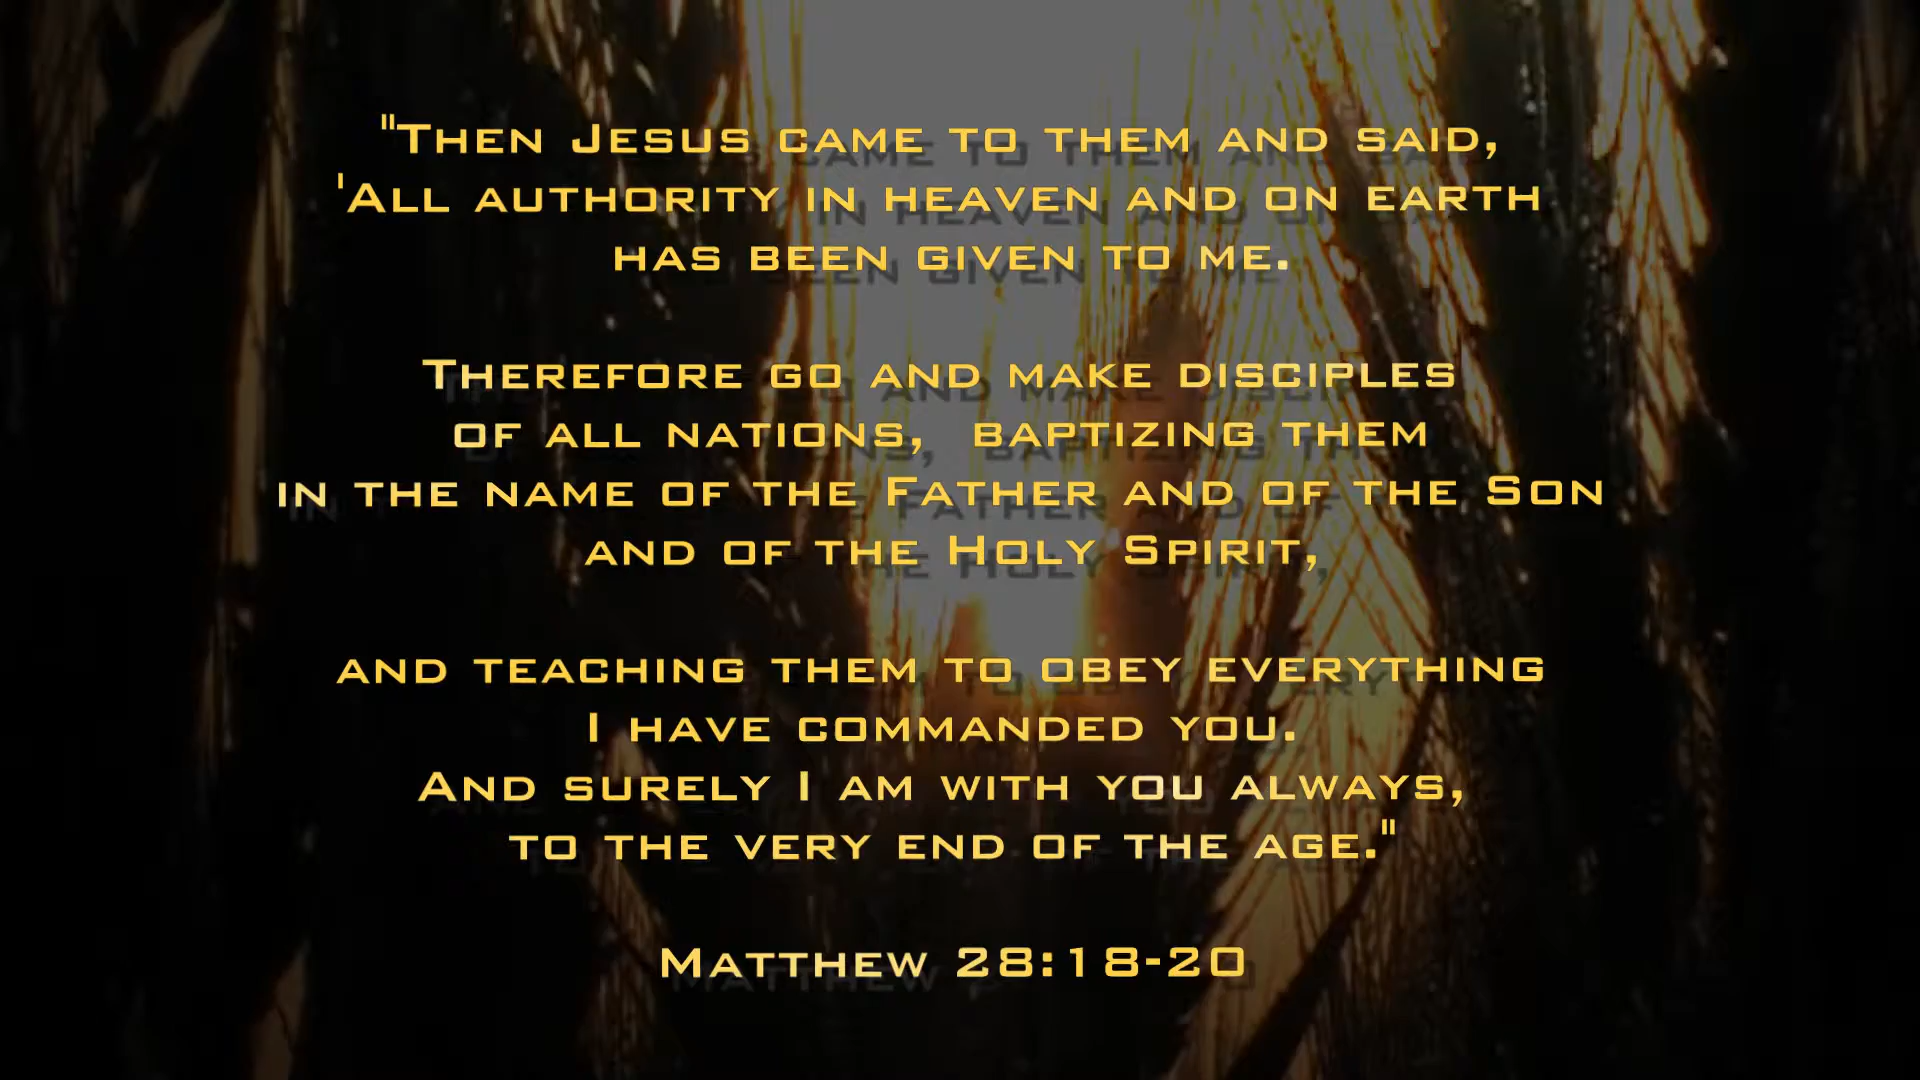 "Then Jesus came to them and said,
'All authority in heaven and on earth
has been given to me.
Therefore go and make disciples
of all nations,  baptizing them
in the name of the Father and of the Son
and of the Holy Spirit,
and teaching them to obey everything
I have commanded you.
And surely I am with you always,
to the very end of the age."
Matthew 28:18-20